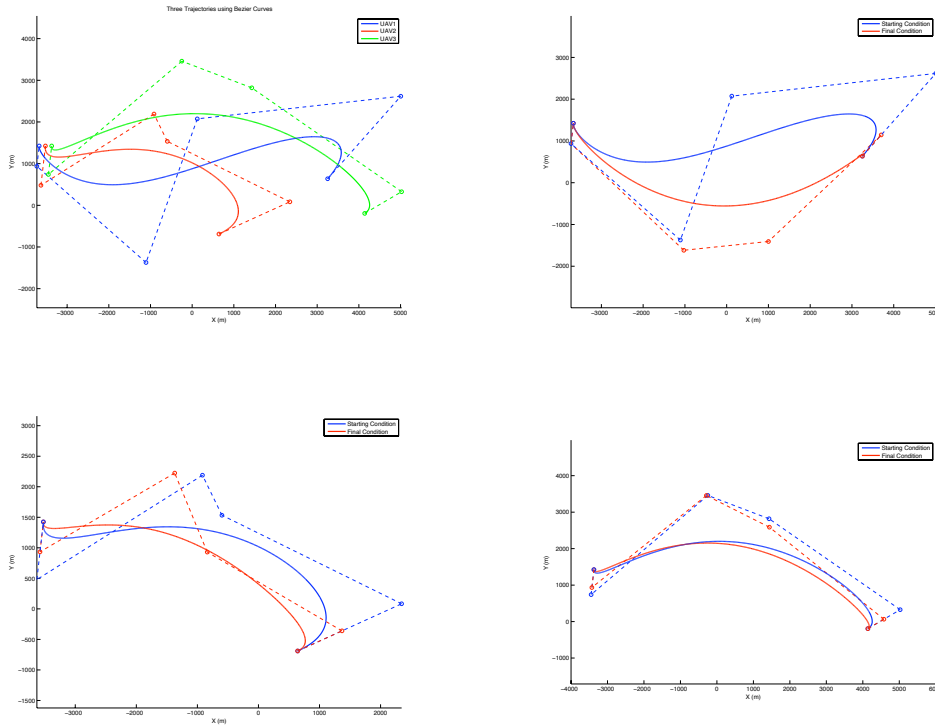 Three Trajectories using Bezier Curves
UAV1
UAV2
UAV3
4000
3000
2000
1000
0
−1000
−2000
Y (m)
−3000 −2000 −1000 0 1000 2000 3000 4000 5000
X (m)
Starting Condition
Final Condition
4000
3000
2000
1000
0
−1000
−2000
Y (m)
−3000 −2000 −1000 0 1000 2000 3000 4000 5000
X (m)
Starting Condition
Final Condition
3000
2500
2000
1500
1000
500
0
−500
−1000
−1500
Y (m)
−3000 −2000 −1000 0 1000 2000
X (m)
Starting Condition
Final Condition
4000
3000
2000
1000
0
−1000
Y (m)
−4000 −3000 −2000 −1000 0 1000 2000 3000 4000 5000 6000
X (m)